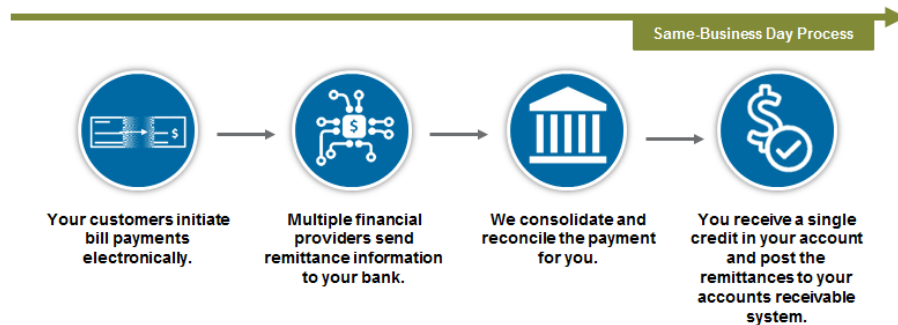 Same-Business Day Process
$
$
Your customers initiate
bill payments
electronically.
Multiple financial
providers send
remittance information
to your bank.
We consolidate and
reconcile the payment
for you.
You receive a single
credit in your account
and post the
remittances to your
accounts receivable
system.